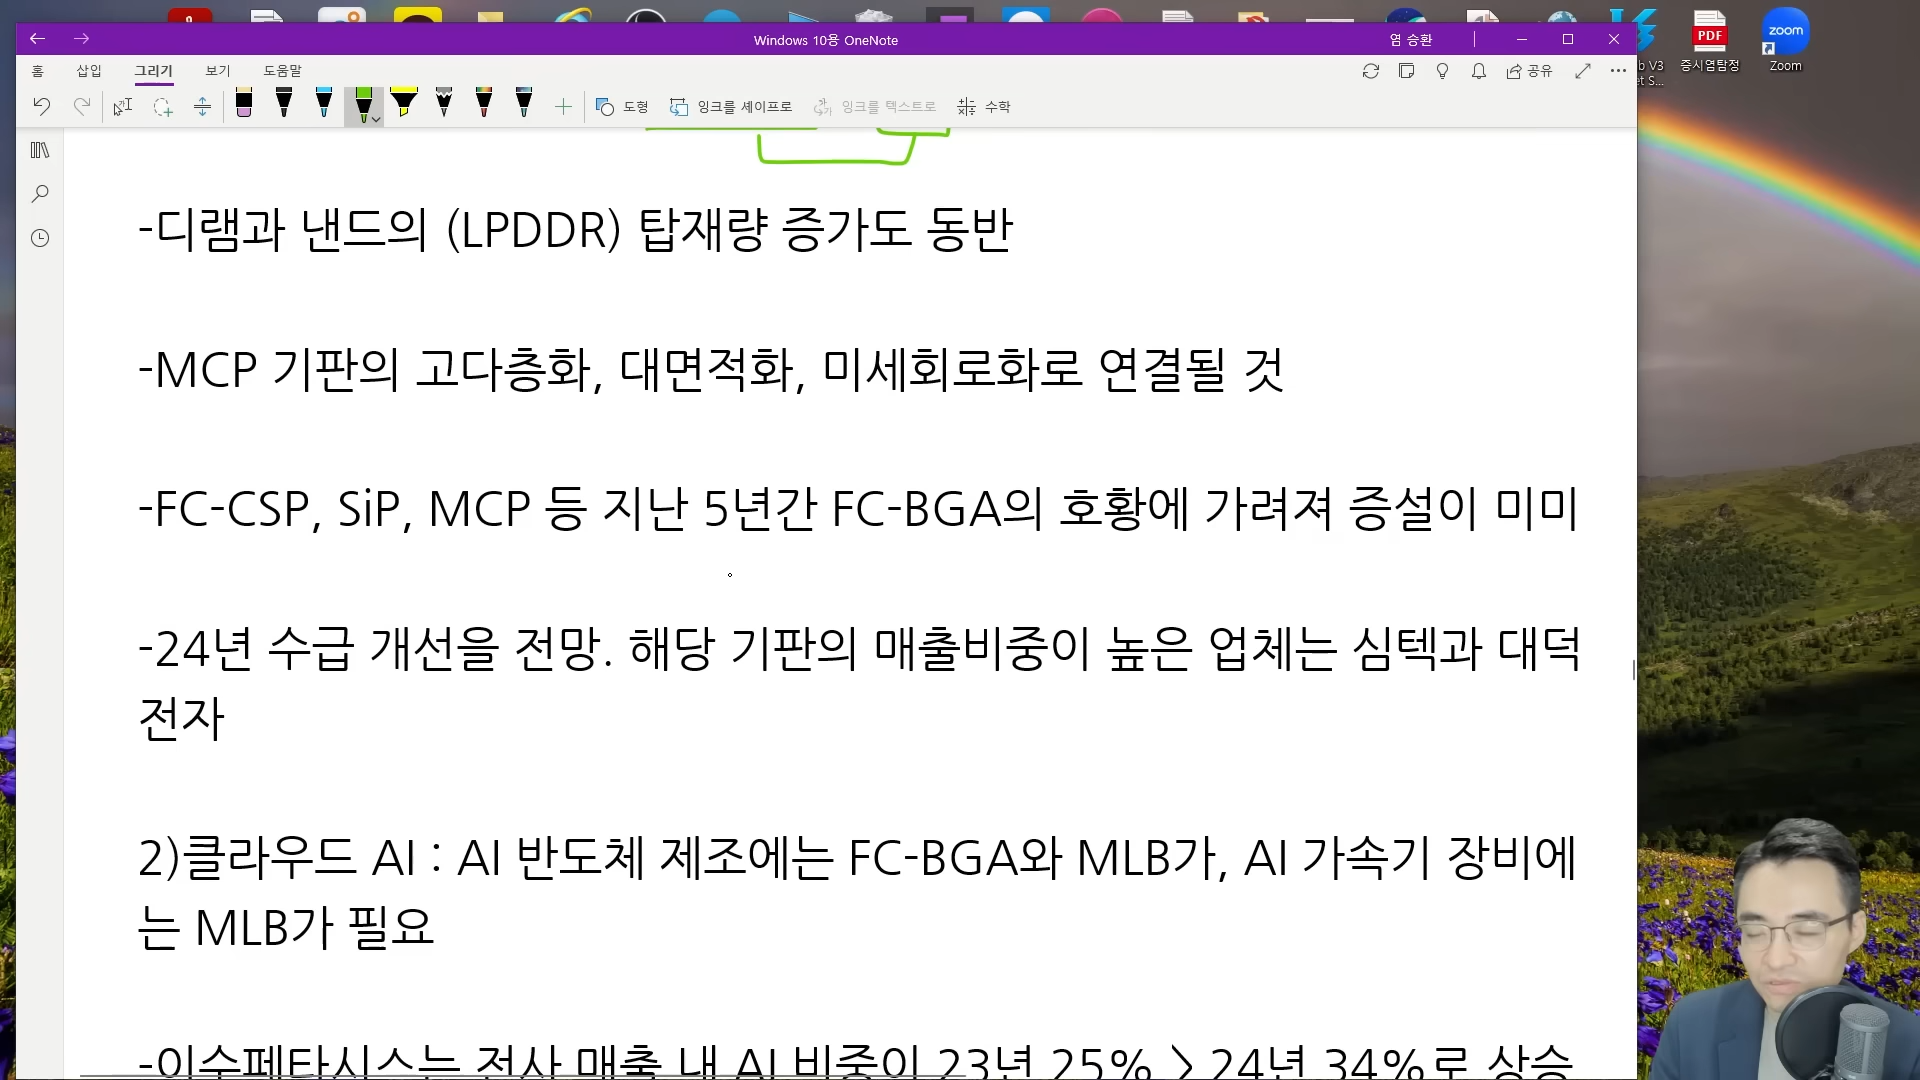 Windows 10용 OneNote
염 승환
홈 삽입 그리기 보기 도움말
공유
도형 잉크를 셰이프로 잉크를 텍스트로 수학
b V3
et S...
PDF
증시염탐정
zoom
Zoom
-디램과 낸드의 (LPDDR) 탑재량 증가도 동반
-MCP 기판의 고다층화, 대면적화, 미세회로화로 연결될 것
-FC-CSP, SiP, MCP 등 지난 5년간 FC-BGA의 호황에 가려져 증설이 미미
-24년 수급 개선을 전망. 해당 기판의 매출비중이 높은 업체는 심텍과 대덕
전자
2)클라우드 AI : AI 반도체 제조에는 FC-BGA와 MLB가, AI 가속기 장비에
는 MLB가 필요
-이수페타시스는 전사 매출 내 AI 비중이 23년 25% > 24년 34%로 상승